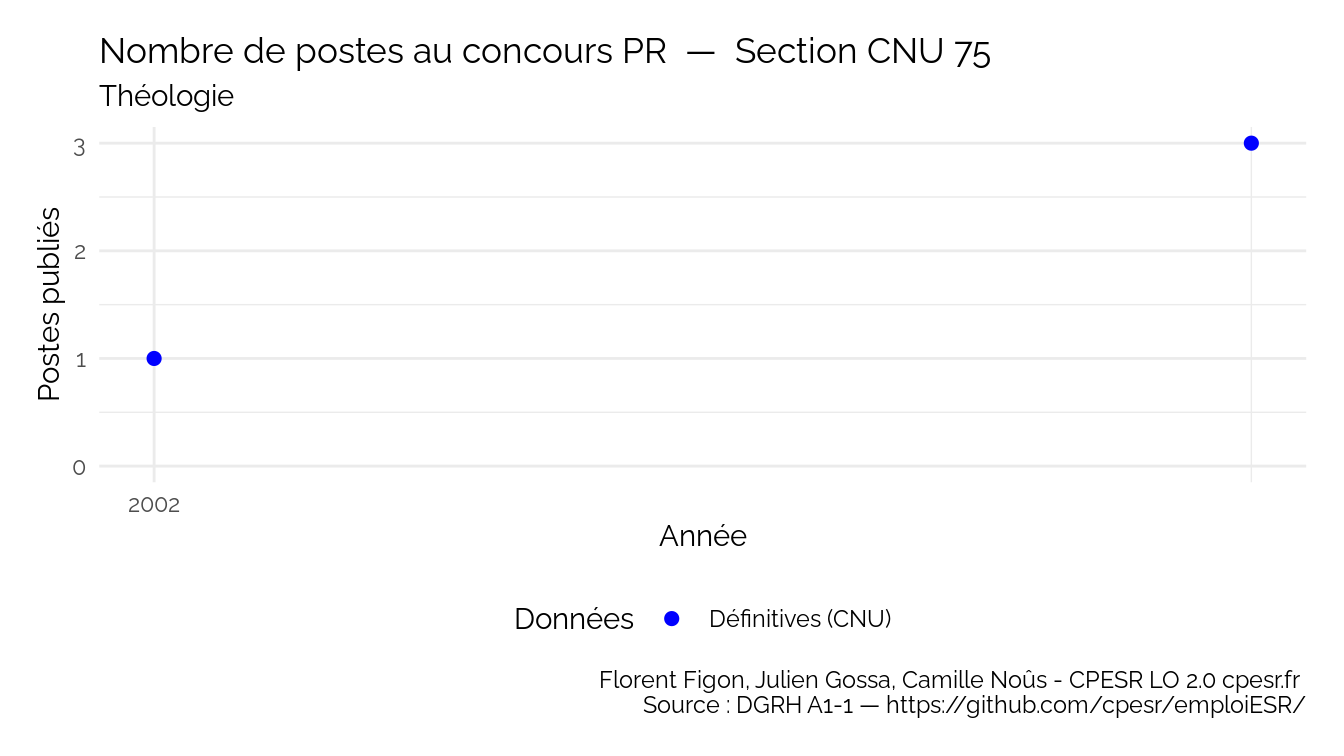 Nombre de postes au concours PR  —  Section CNU 75
Théologie
Postes publiés
3
2
1
0
2002
Année
Données
Définitives (CNU)
Florent Figon, Julien Gossa, Camille Noûs - CPESR LO 2.0 cpesr.fr
Source : DGRH A1-1 — https://github.com/cpesr/emploiESR/